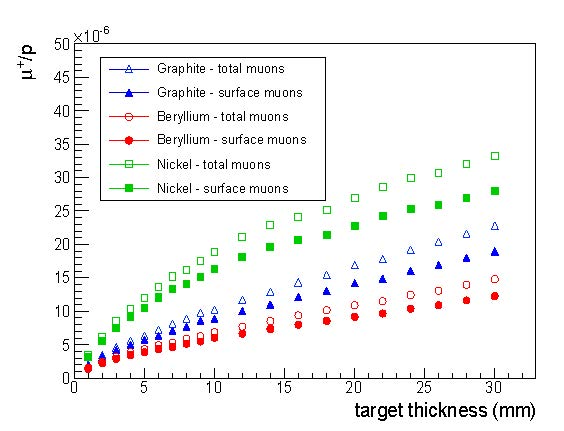 ×10⁻⁶
μ⁺/p
50
45
40
35
30
25
20
15
10
5
0
Graphite - total muons
Graphite - surface muons
Beryllium - total muons
Beryllium - surface muons
Nickel - total muons
Nickel - surface muons
0 5 10 15 20 25 30
target thickness (mm)